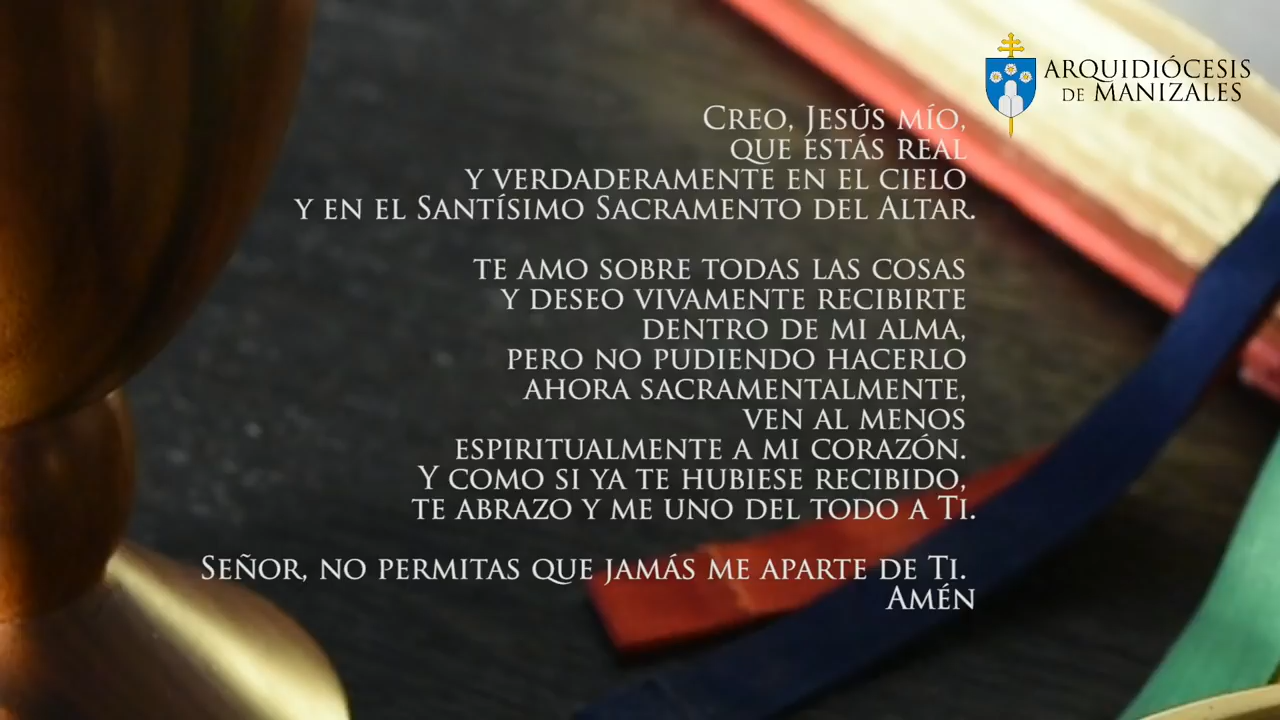 ARQUIDIÓCESIS
DE MANIZALES
CREO, JESÚS MÍO,
QUE ESTÁS REAL
Y VERDADERAMENTE EN EL CIELO
Y EN EL SANTÍSIMO SACRAMENTO DEL ALTAR.
TE AMO SOBRE TODAS LAS COSAS
Y DESEO VIVAMENTE RECIBIRTE
DENTRO DE MI ALMA,
PERO NO PUDIENDO HACERLO
AHORA SACRAMENTALMENTE,
VEN AL MENOS
ESPIRITUALMENTE A MI CORAZÓN.
Y COMO SI YA TE HUBIESE RECIBIDO,
TE ABRAZO Y ME UNO DEL TODO A TI.
SEÑOR, NO PERMITAS QUE JAMÁS ME APARTE DE TI.
AMÉN